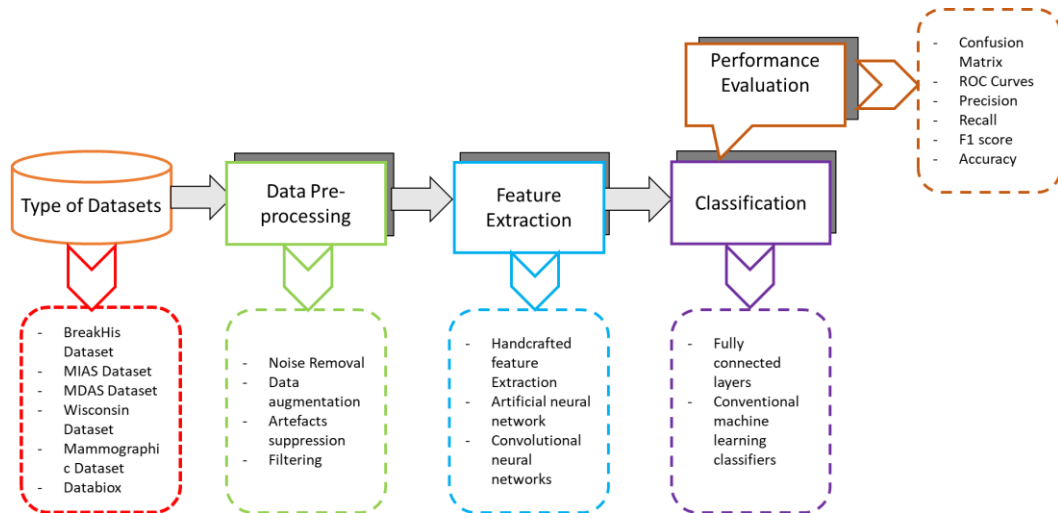 Type of Datasets
Data Pre-
processing
Feature
Extraction
Classification
Performance
Evaluation
- Confusion
Matrix
- ROC Curves
- Precision
- Recall
- F1 score
- Accuracy
- BreakHis
Dataset
- MIAS Dataset
- MDAS Dataset
- Wisconsin
Dataset
- Mammographi
c Dataset
- Databiox
- Noise Removal
- Data
augmentation
- Artefacts
suppression
- Filtering
- Handcrafted
feature
Extraction
- Artificial neural
network
- Convolutional
neural
networks
- Fully
connected
layers
- Conventional
machine
learning
classifiers